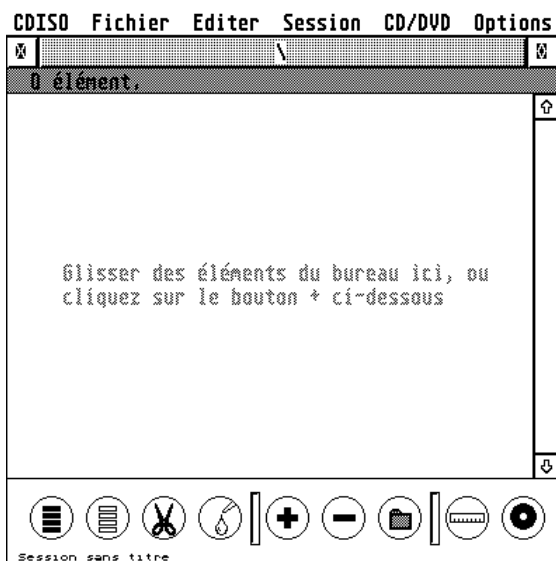 CDISO Fichier Editer Session CD/DVD Options
\
0 élément.
Glisser des éléments du bureau ici, ou
cliquez sur le bouton + ci-dessous
Session sans titre